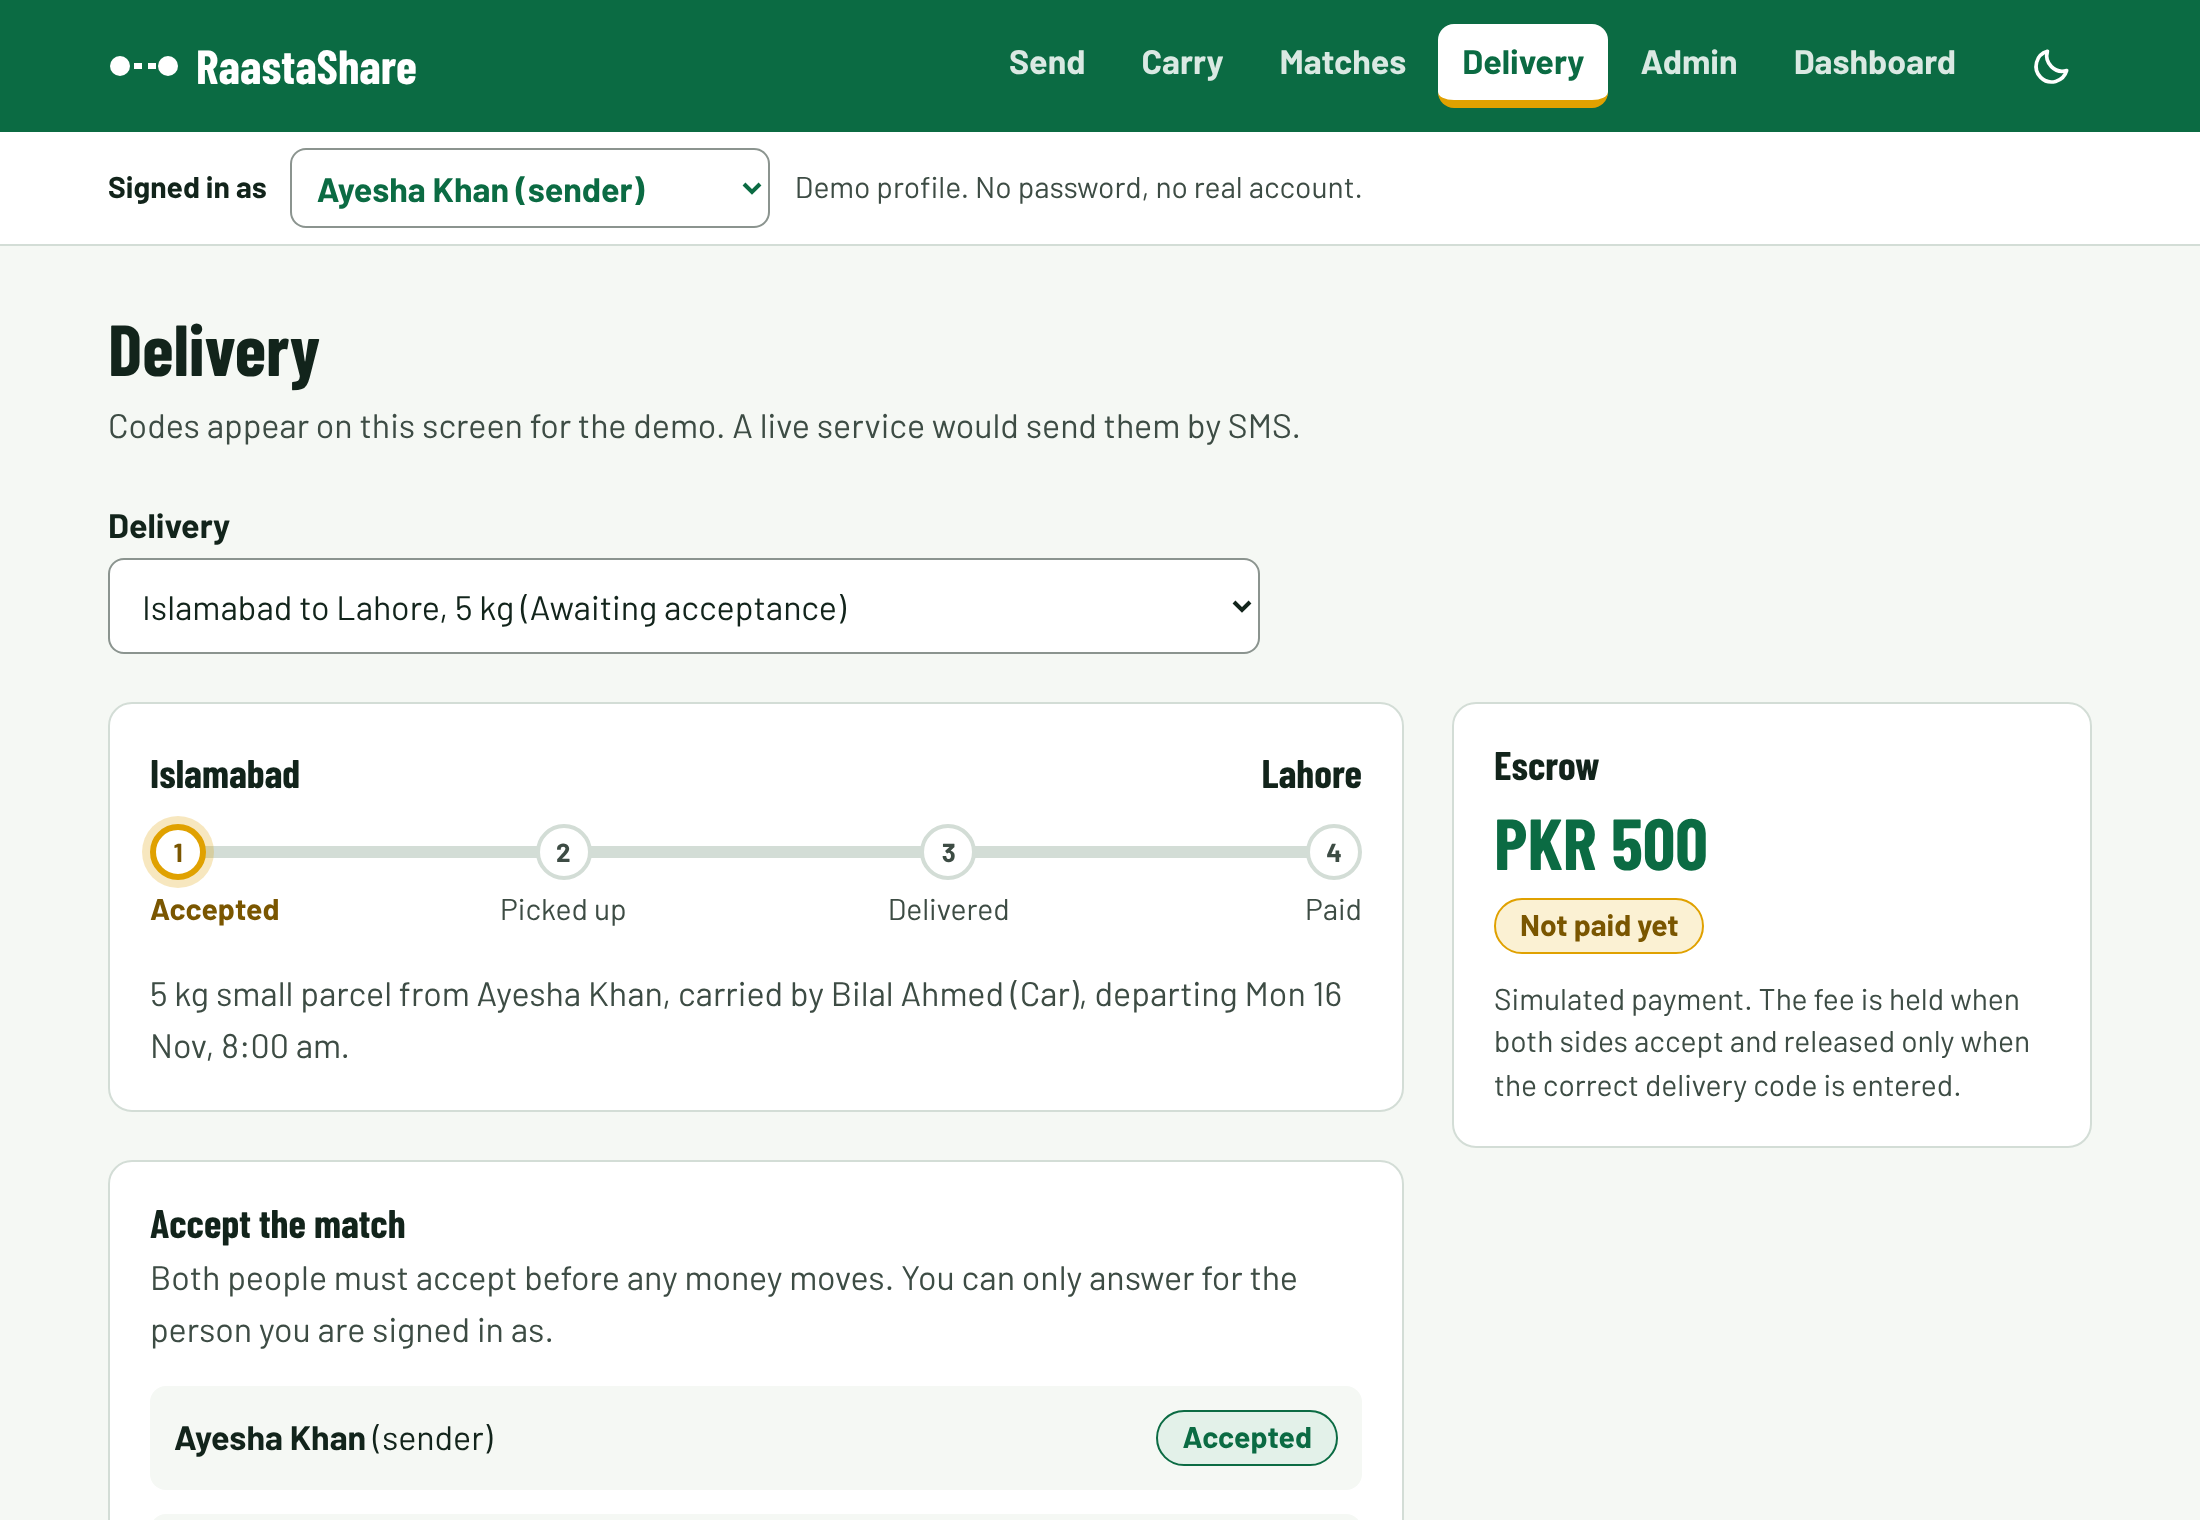 RaastaShare
Send
Carry
Matches
Delivery
Admin
Dashboard
Signed in as
Ayesha Khan (sender)
Demo profile. No password, no real account.
Delivery
Codes appear on this screen for the demo. A live service would send them by SMS.
Delivery
Islamabad to Lahore, 5 kg (Awaiting acceptance)
Islamabad
Lahore
1
2
3
4
Accepted
Picked up
Delivered
Paid
5 kg small parcel from Ayesha Khan, carried by Bilal Ahmed (Car), departing Mon 16
Nov, 8:00 am.
Escrow
PKR 500
Not paid yet
Simulated payment. The fee is held when
both sides accept and released only when
the correct delivery code is entered.
Accept the match
Both people must accept before any money moves. You can only answer for the
person you are signed in as.
Ayesha Khan (sender)
Accepted